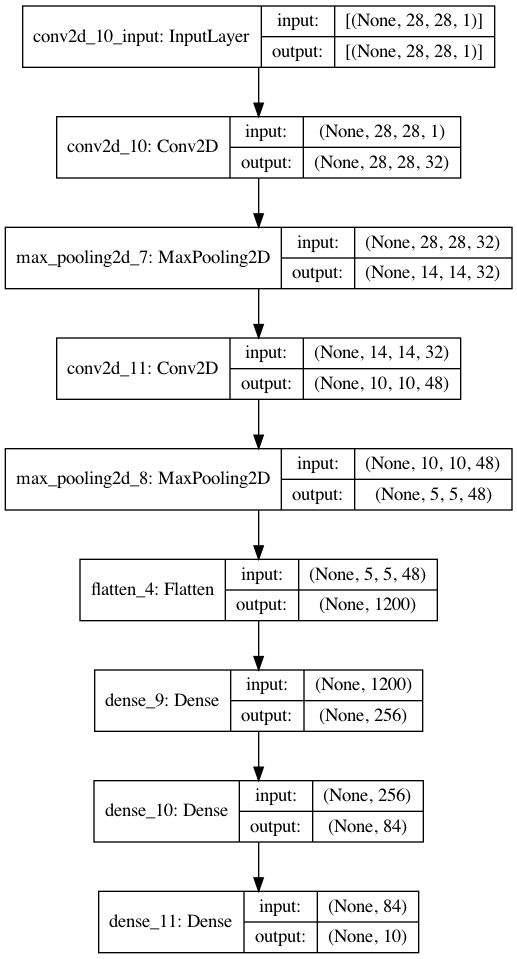 conv2d_10_input: InputLayer
input: [(None, 28, 28, 1)]
output: [(None, 28, 28, 1)]
conv2d_10: Conv2D
input: (None, 28, 28, 1)
output: (None, 28, 28, 32)
max_pooling2d_7: MaxPooling2D
input: (None, 28, 28, 32)
output: (None, 14, 14, 32)
conv2d_11: Conv2D
input: (None, 14, 14, 32)
output: (None, 10, 10, 48)
max_pooling2d_8: MaxPooling2D
input: (None, 10, 10, 48)
output: (None, 5, 5, 48)
flatten_4: Flatten
input: (None, 5, 5, 48)
output: (None, 1200)
dense_9: Dense
input: (None, 1200)
output: (None, 256)
dense_10: Dense
input: (None, 256)
output: (None, 84)
dense_11: Dense
input: (None, 84)
output: (None, 10)